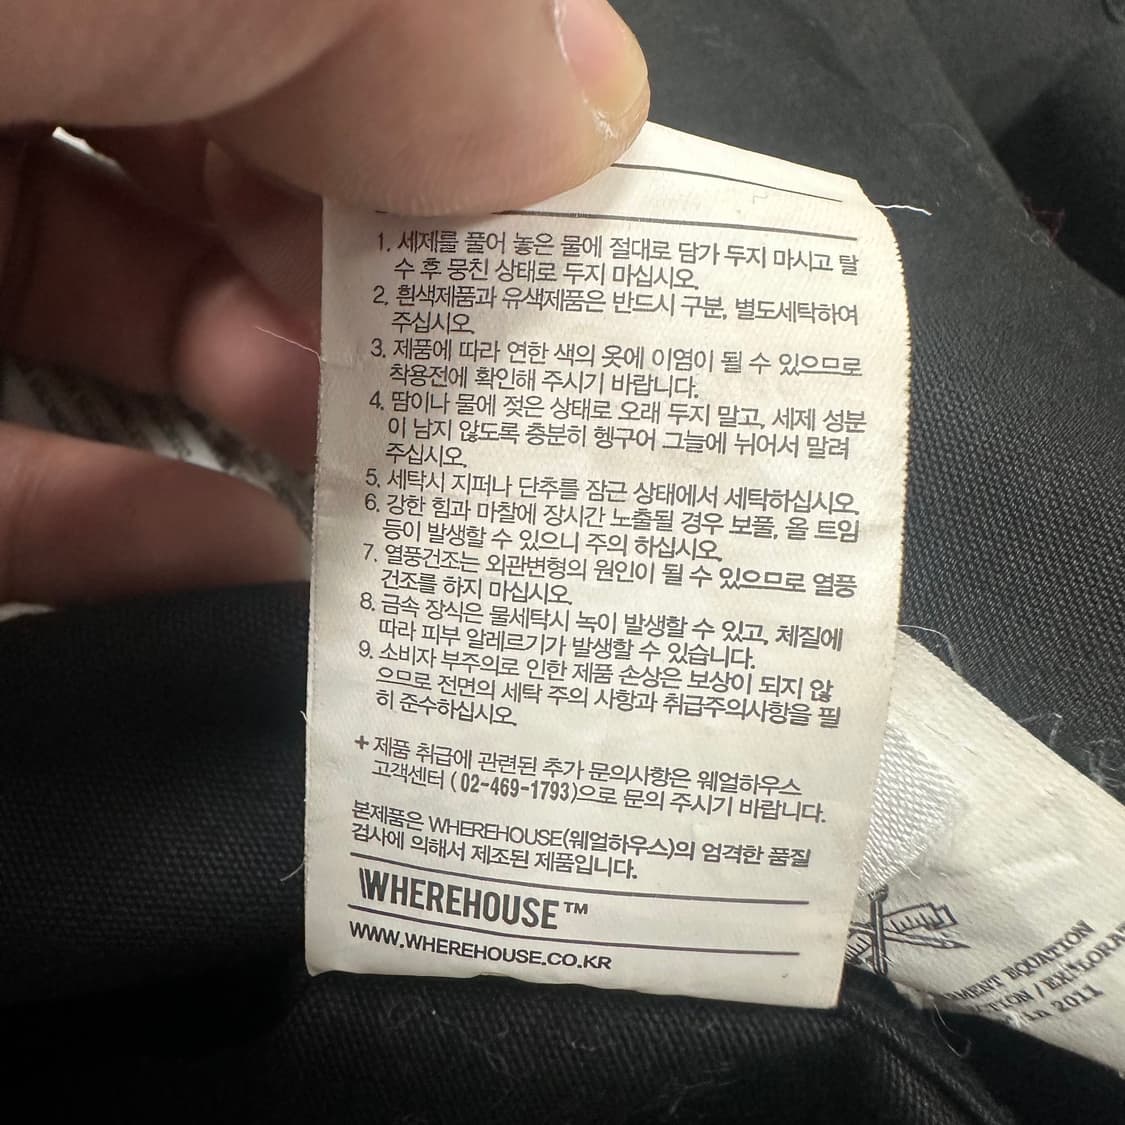 1. 세제를 풀어 놓은 물에 절대로 담가 두지 마시고 탈
수 후 뭉친 상태로 두지 마십시오.
2. 흰색제품과 유색제품은 반드시 구분, 별도세탁하여
주십시오.
3. 제품에 따라 연한 색의 옷에 이염이 될 수 있으므로
착용전에 확인해 주시기 바랍니다.
4. 땀이나 물에 젖은 상태로 오래 두지 말고, 세제 성분
이 남지 않도록 충분히 헹구어 그늘에 뉘어서 말려
주십시오.
5. 세탁시 지퍼나 단추를 잠근 상태에서 세탁하십시오.
6. 강한 힘과 마찰에 장시간 노출될 경우 보풀, 올 트임
등이 발생할 수 있으니 주의 하십시오.
7. 열풍건조는 외관변형의 원인이 될 수 있으므로 열풍
건조를 하지 마십시오.
8. 금속 장식은 물세탁시 녹이 발생할 수 있고, 체질에
따라 피부 알레르기가 발생할 수 있습니다.
9. 소비자 부주의로 인한 제품 손상은 보상이 되지 않
으므로 전면의 세탁 주의 사항과 취급주의사항을 필
히 준수하십시오.
+ 제품 취급에 관련된 추가 문의사항은 웨얼하우스
고객센터 ( 02-469-1793)으로 문의 주시기 바랍니다.
본제품은 WHEREHOUSE(웨얼하우스)의 엄격한 품질
검사에 의해서 제조된 제품입니다.
WHEREHOUSE™
WWW.WHEREHOUSE.CO.KR
EQUATION
2011